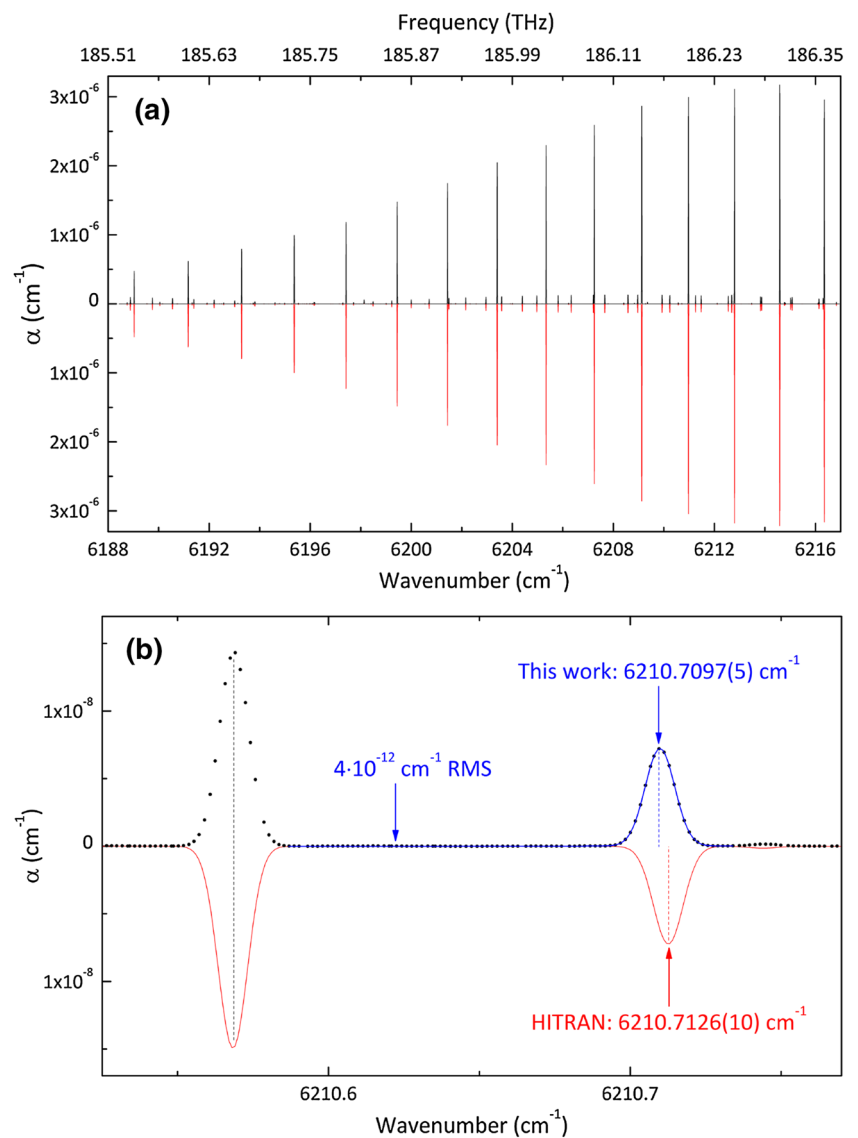 Frequency (THz)
185.51 185.63 185.75 185.87 185.99 186.11 186.23 186.35
(a)
3x10⁻⁶
2x10⁻⁶
1x10⁻⁶
0
1x10⁻⁶
2x10⁻⁶
3x10⁻⁶
α (cm⁻¹)
6188 6192 6196 6200 6204 6208 6212 6216
Wavenumber (cm⁻¹)
(b)
This work: 6210.7097(5) cm⁻¹
4·10⁻¹² cm⁻¹ RMS
1x10⁻⁸
0
1x10⁻⁸
α (cm⁻¹)
HITRAN: 6210.7126(10) cm⁻¹
6210.6 6210.7
Wavenumber (cm⁻¹)